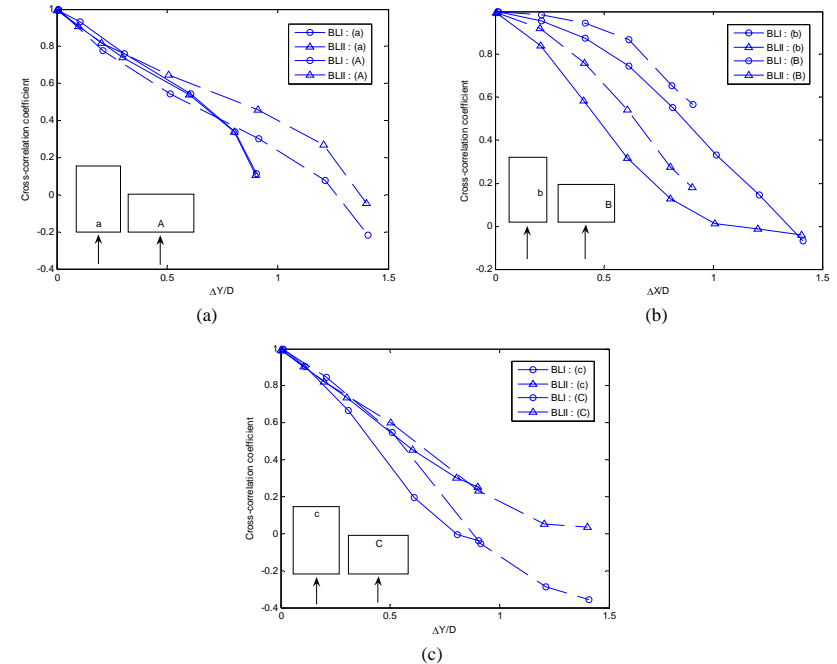 1
0.8
0.6
0.4
0.2
0
-0.2
-0.4
Cross-correlation coefficient
BLI : (a)
BLII : (a)
BLI : (A)
BLII : (A)
a
A
0
0.5
1
1.5
ΔY/D
(a)
0.8
0.6
0.4
0.2
0
-0.2
Cross-correlation coefficient
BLI : (b)
BLII : (b)
BLI : (B)
BLII : (B)
b
B
0
0.5
1
1.5
ΔX/D
(b)
1
0.8
0.6
0.4
0.2
0
-0.2
-0.4
Cross-correlation coefficient
BLI : (c)
BLII : (c)
BLI : (C)
BLII : (C)
c
C
0
0.5
1
1.5
ΔY/D
(c)